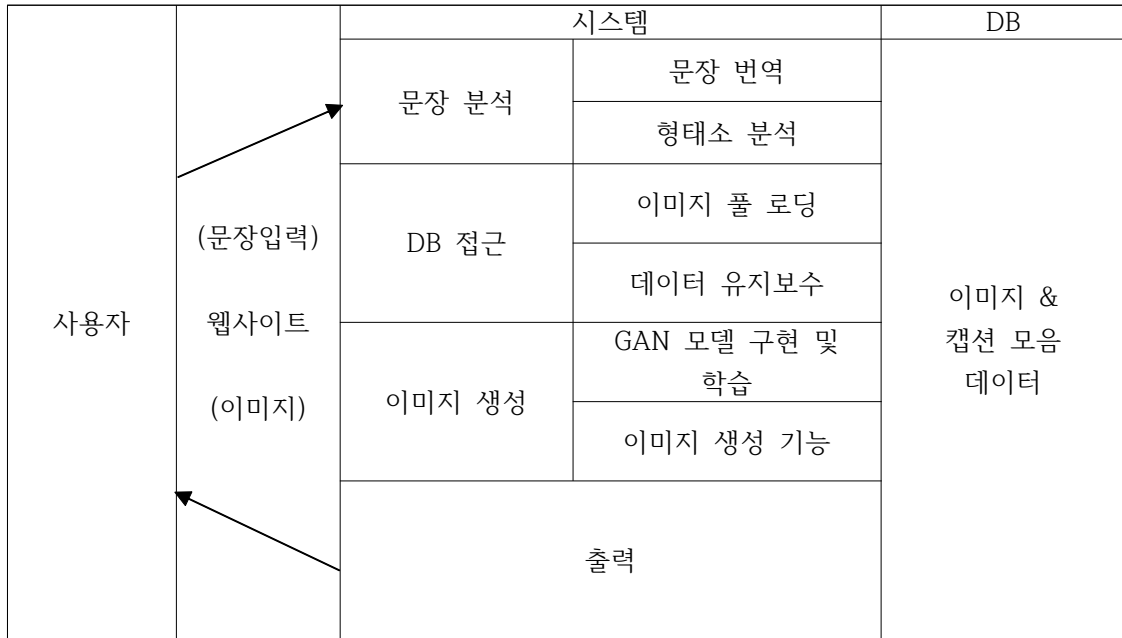 시스템
DB
사용자
(문장입력)
웹사이트
(이미지)
문장 분석
문장 번역
형태소 분석
DB 접근
이미지 풀 로딩
데이터 유지보수
이미지 생성
GAN 모델 구현 및
학습
이미지 생성 기능
출력
이미지 &
캡션 모음
데이터